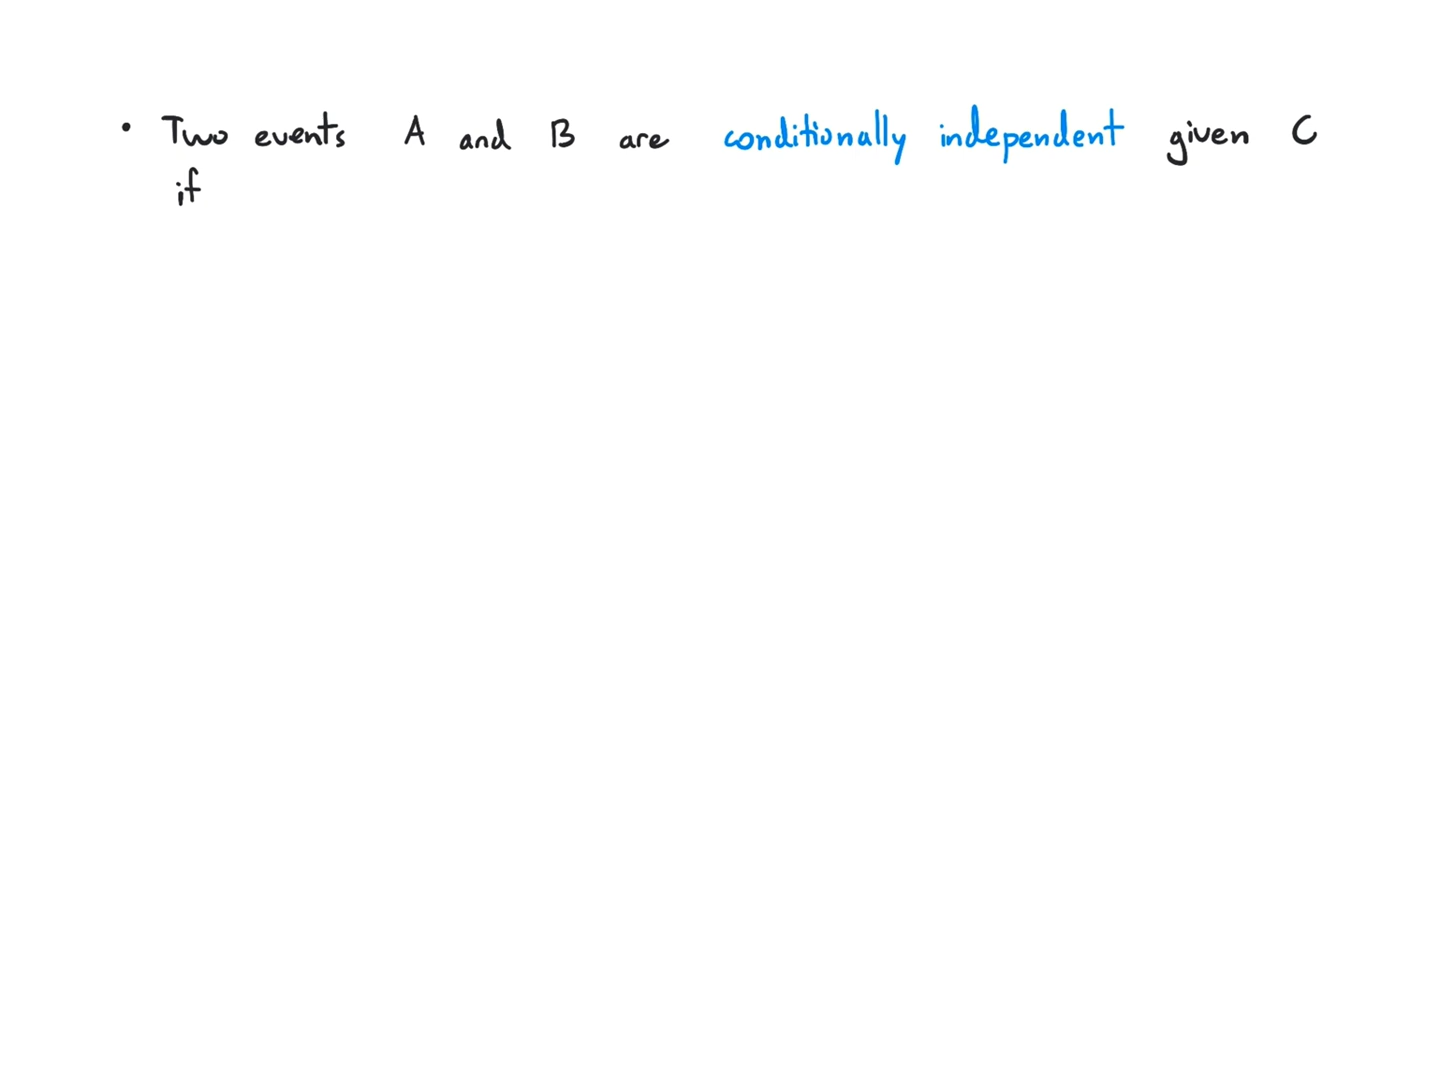 • Two events A and B are conditionally independent given C
if